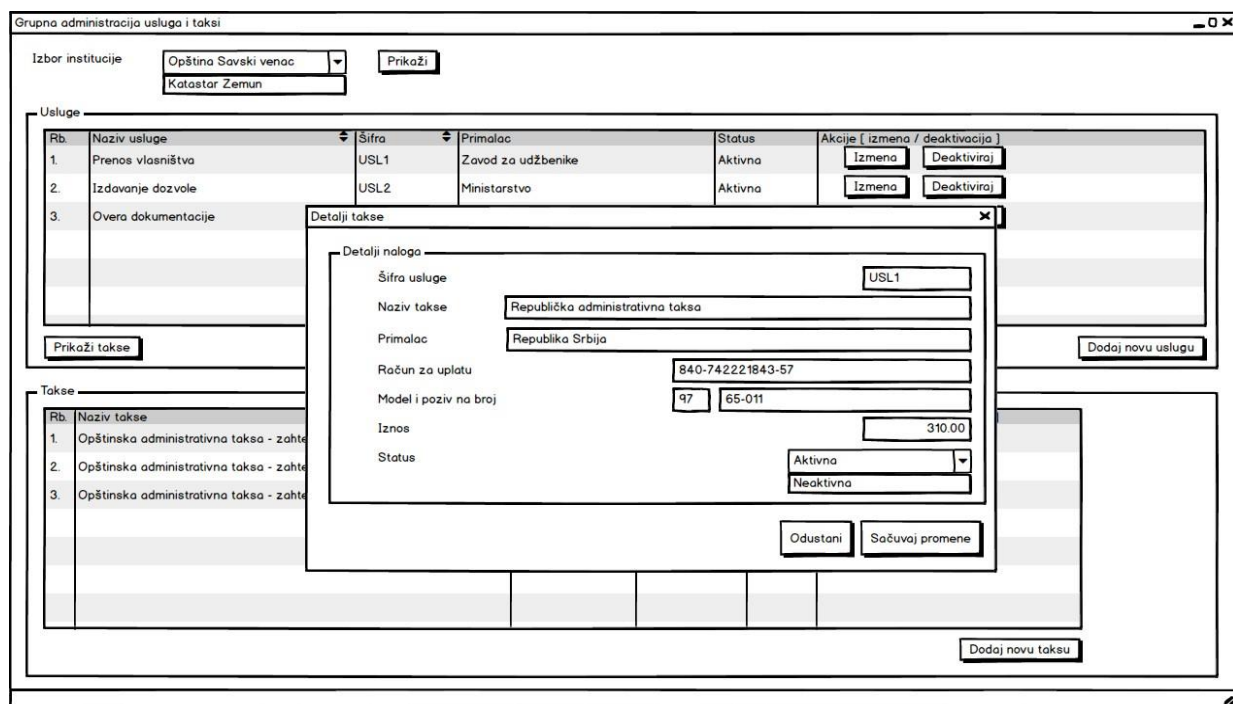 Grupna administracija usluga i taksi
Izbor institucije
Opština Savski venac
Prikaži
Katastar Zemun
Usluge
Rb. Naziv usluge Šifra Primalac Status Akcije [ izmena / deaktivacija ]
1. Prenos vlasništva USL1 Zavod za udžbenike Aktivna Izmena Deaktiviraj
2. Izdavanje dozvole USL2 Ministarstvo Aktivna Izmena Deaktiviraj
3. Overa dokumentacije
Detalji takse
Detalji naloga
Šifra usluge USL1
Naziv takse Republička administrativna taksa
Primalac Republika Srbija
Račun za uplatu 840-742221843-57
Model i poziv na broj 97 65-011
Iznos 310.00
Status Aktivna
Neaktivna
Odustani Sačuvaj promene
Prikaži takse
Dodaj novu uslugu
Takse
Rb. Naziv takse
1. Opštinska administrativna taksa - zahte
2. Opštinska administrativna taksa - zahte
3. Opštinska administrativna taksa - zahte
Dodaj novu taksu